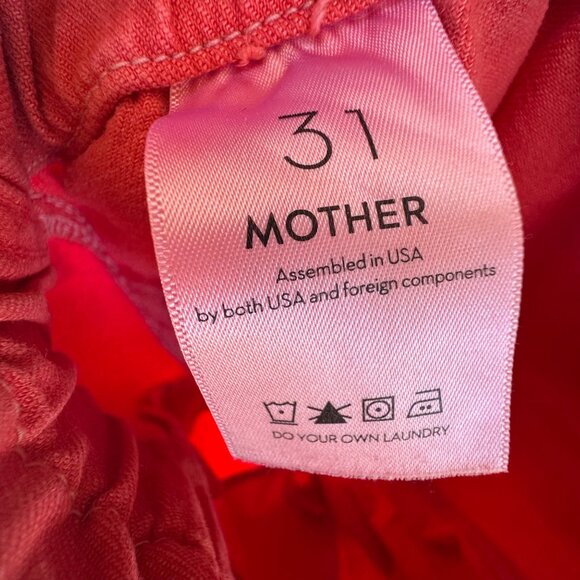 31
MOTHER
Assembled in USA
by both USA and foreign components
DO YOUR OWN LAUNDRY